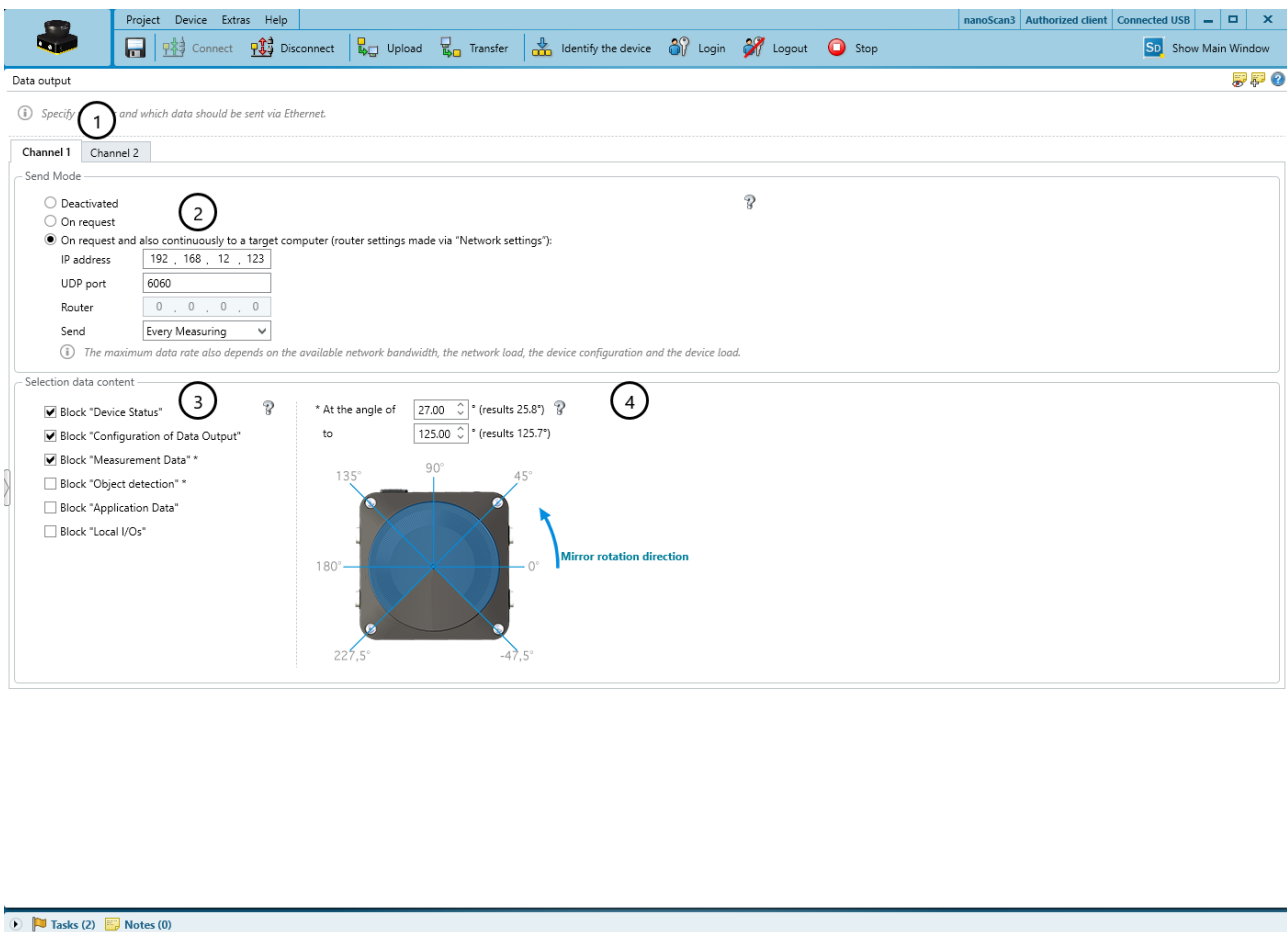 Project Device Extras Help nanoScan3 Authorized client Connected USB
Connect Disconnect Upload Transfer Identify the device Login Logout Stop SD Show Main Window
Data output
Specify and which data should be sent via Ethernet.
1
Channel 1 Channel 2
Send Mode
Deactivated
2
On request
On request and also continuously to a target computer (router settings made via "Network settings"):
IP address 192 . 168 . 12 . 123
UDP port 6060
Router 0 . 0 . 0 . 0
Send Every Measuring
The maximum data rate also depends on the available network bandwidth, the network load, the device configuration and the device load.
Selection data content
3
4
Block "Device Status"
Block "Configuration of Data Output"
Block "Measurement Data" *
Block "Object detection" *
Block "Application Data"
Block "Local I/Os"
* At the angle of 27.00 ° (results 25.8°)
to 125.00 ° (results 125.7°)
90°
135° 45°
Mirror rotation direction
180° 0°
227,5° -47,5°
Tasks (2) Notes (0)